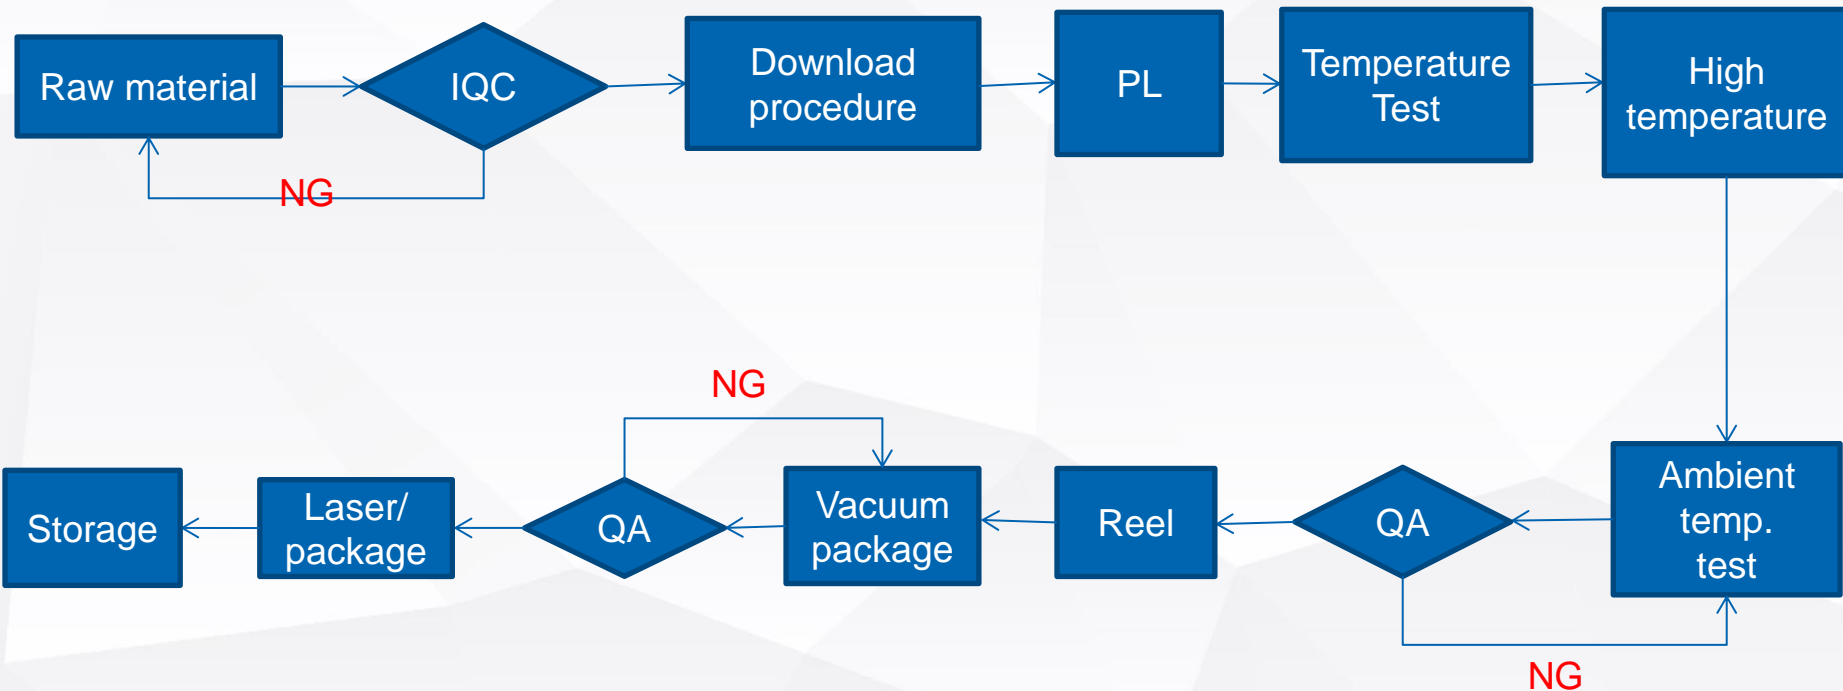 Raw material
IQC
Download
procedure
PL
Temperature
Test
High
temperature
NG
NG
Storage
Laser/
package
QA
Vacuum
package
Reel
QA
Ambient
temp.
test
NG